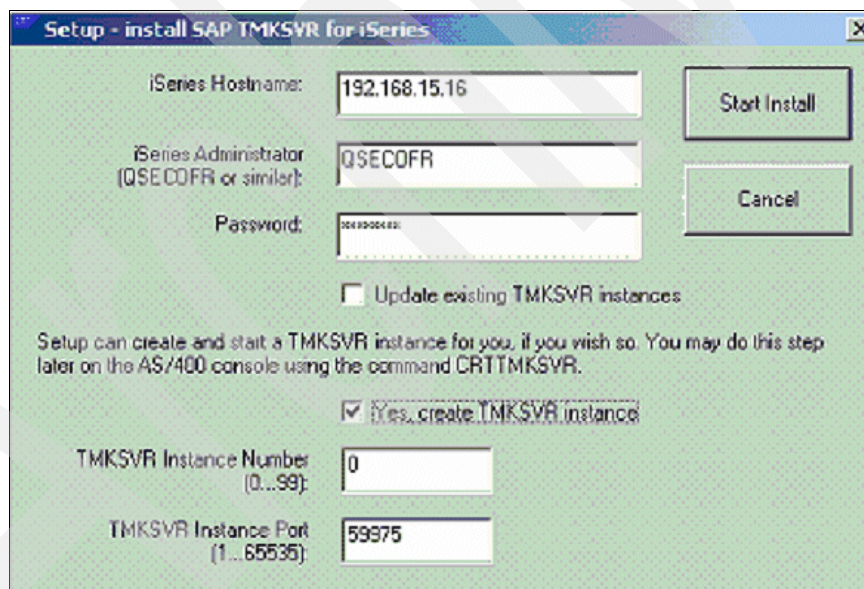 Setup - install SAP TMKSVR for iSeries
iSeries Hostname:
192.168.15.16
Start Install
iSeries Administrator
(QSECOFR or similar):
QSECOFR
Cancel
Password:
×××××××××
Update existing TMKSVR instances
Setup can create and start a TMKSVR instance for you, if you wish so. You may do this step
later on the AS/400 console using the command CRTTMKSVR.
Yes, create TMKSVR instance
TMKSVR Instance Number
(0...99):
0
TMKSVR Instance Port
(1...65535):
59975